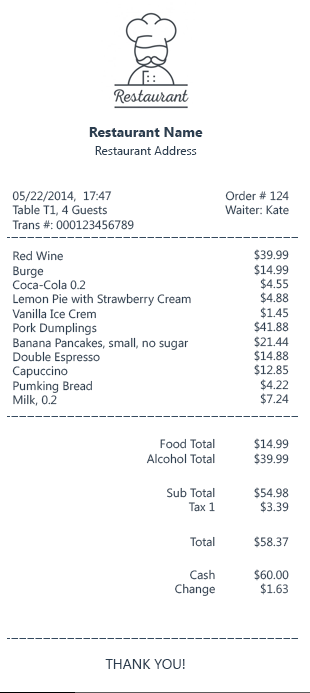 Restaurant
Restaurant Name
Restaurant Address
05/22/2014, 17:47 Order # 124
Table T1, 4 Guests Waiter: Kate
Trans #: 000123456789
Red Wine $39.99
Burge $14.99
Coca-Cola 0.2 $4.55
Lemon Pie with Strawberry Cream $4.88
Vanilla Ice Crem $1.45
Pork Dumplings $41.88
Banana Pancakes, small, no sugar $21.44
Double Espresso $14.88
Capuccino $12.85
Pumking Bread $4.22
Milk, 0.2 $7.24
Food Total $14.99
Alcohol Total $39.99
Sub Total $54.98
Tax 1 $3.39
Total $58.37
Cash $60.00
Change $1.63
THANK YOU!